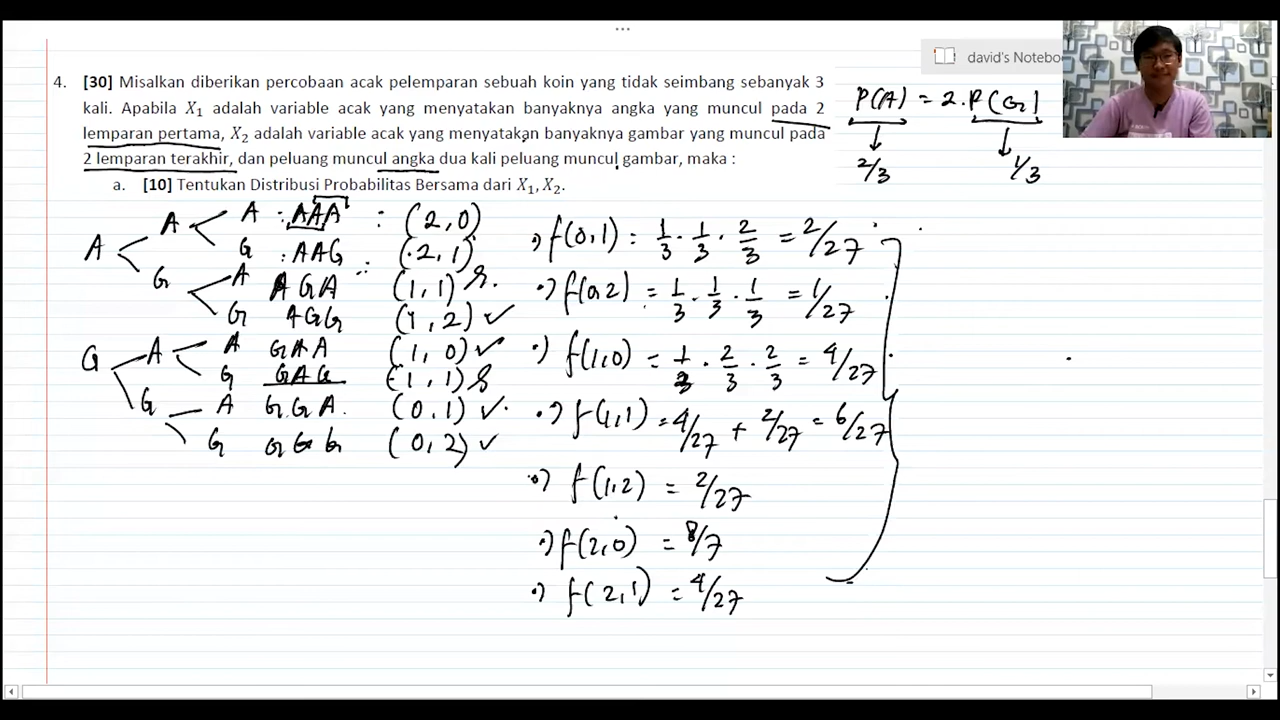 david's Notebo
4. [30] Misalkan diberikan percobaan acak pelemparan sebuah koin yang tidak seimbang sebanyak 3
kali. Apabila X₁ adalah variable acak yang menyatakan banyaknya angka yang muncul pada 2
lemparan pertama, X₂ adalah variable acak yang menyatakan banyaknya gambar yang muncul pada
2 lemparan terakhir, dan peluang muncul angka dua kali peluang muncul gambar, maka :
a. [10] Tentukan Distribusi Probabilitas Bersama dari X₁, X₂.
P(A) = 2. P(G)
2/3 1/3
A A A : AAA : (2,0)
G : AAG : (2,1)
G A AGA (1,1)
G AGG (1,2) ✓
G A A GAA (1,0) ✓
G GAG (1,1)
G A GGA. (0,1) ✓
G GGG (0,2) ✓
•) f(0,1) = 1/3 . 1/3 . 2/3 = 2/27
•) f(0,2) = 1/3 . 1/3 . 1/3 = 1/27
•) f(1,0) = 1/3 . 2/3 . 2/3 = 4/27
•) f(1,1) = 4/27 + 2/27 = 6/27
•) f(1,2) = 2/27
•) f(2,0) = 8/7
•) f(2,1) = 4/27